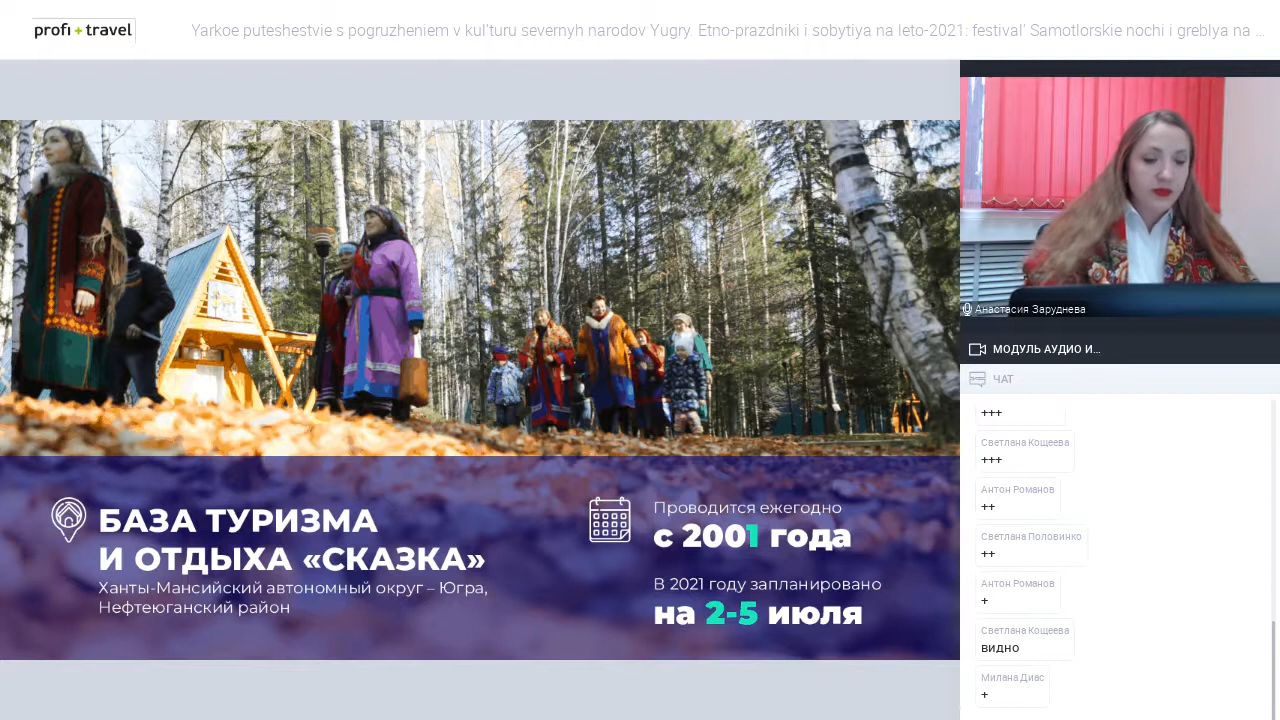 profi + travel
Yarkoe puteshestvie s pogruzheniem v kul'turu severnyh narodov Yugry. Etno-prazdniki i sobytiya na leto-2021: festival' Samotlorskie nochi i greblya na ...
БАЗА ТУРИЗМА
И ОТДЫХА «СКАЗКА»
Ханты-Мансийский автономный округ – Югра,
Нефтеюганский район
Проводится ежегодно
с 2001 года
В 2021 году запланировано
на 2-5 июля
Анастасия Заруднева
МОДУЛЬ АУДИО И...
ЧАТ
+++
Светлана Кощеева
+++
Антон Романов
++
Светлана Половинко
++
Антон Романов
+
Светлана Кощеева
видно
Милана Диас
+